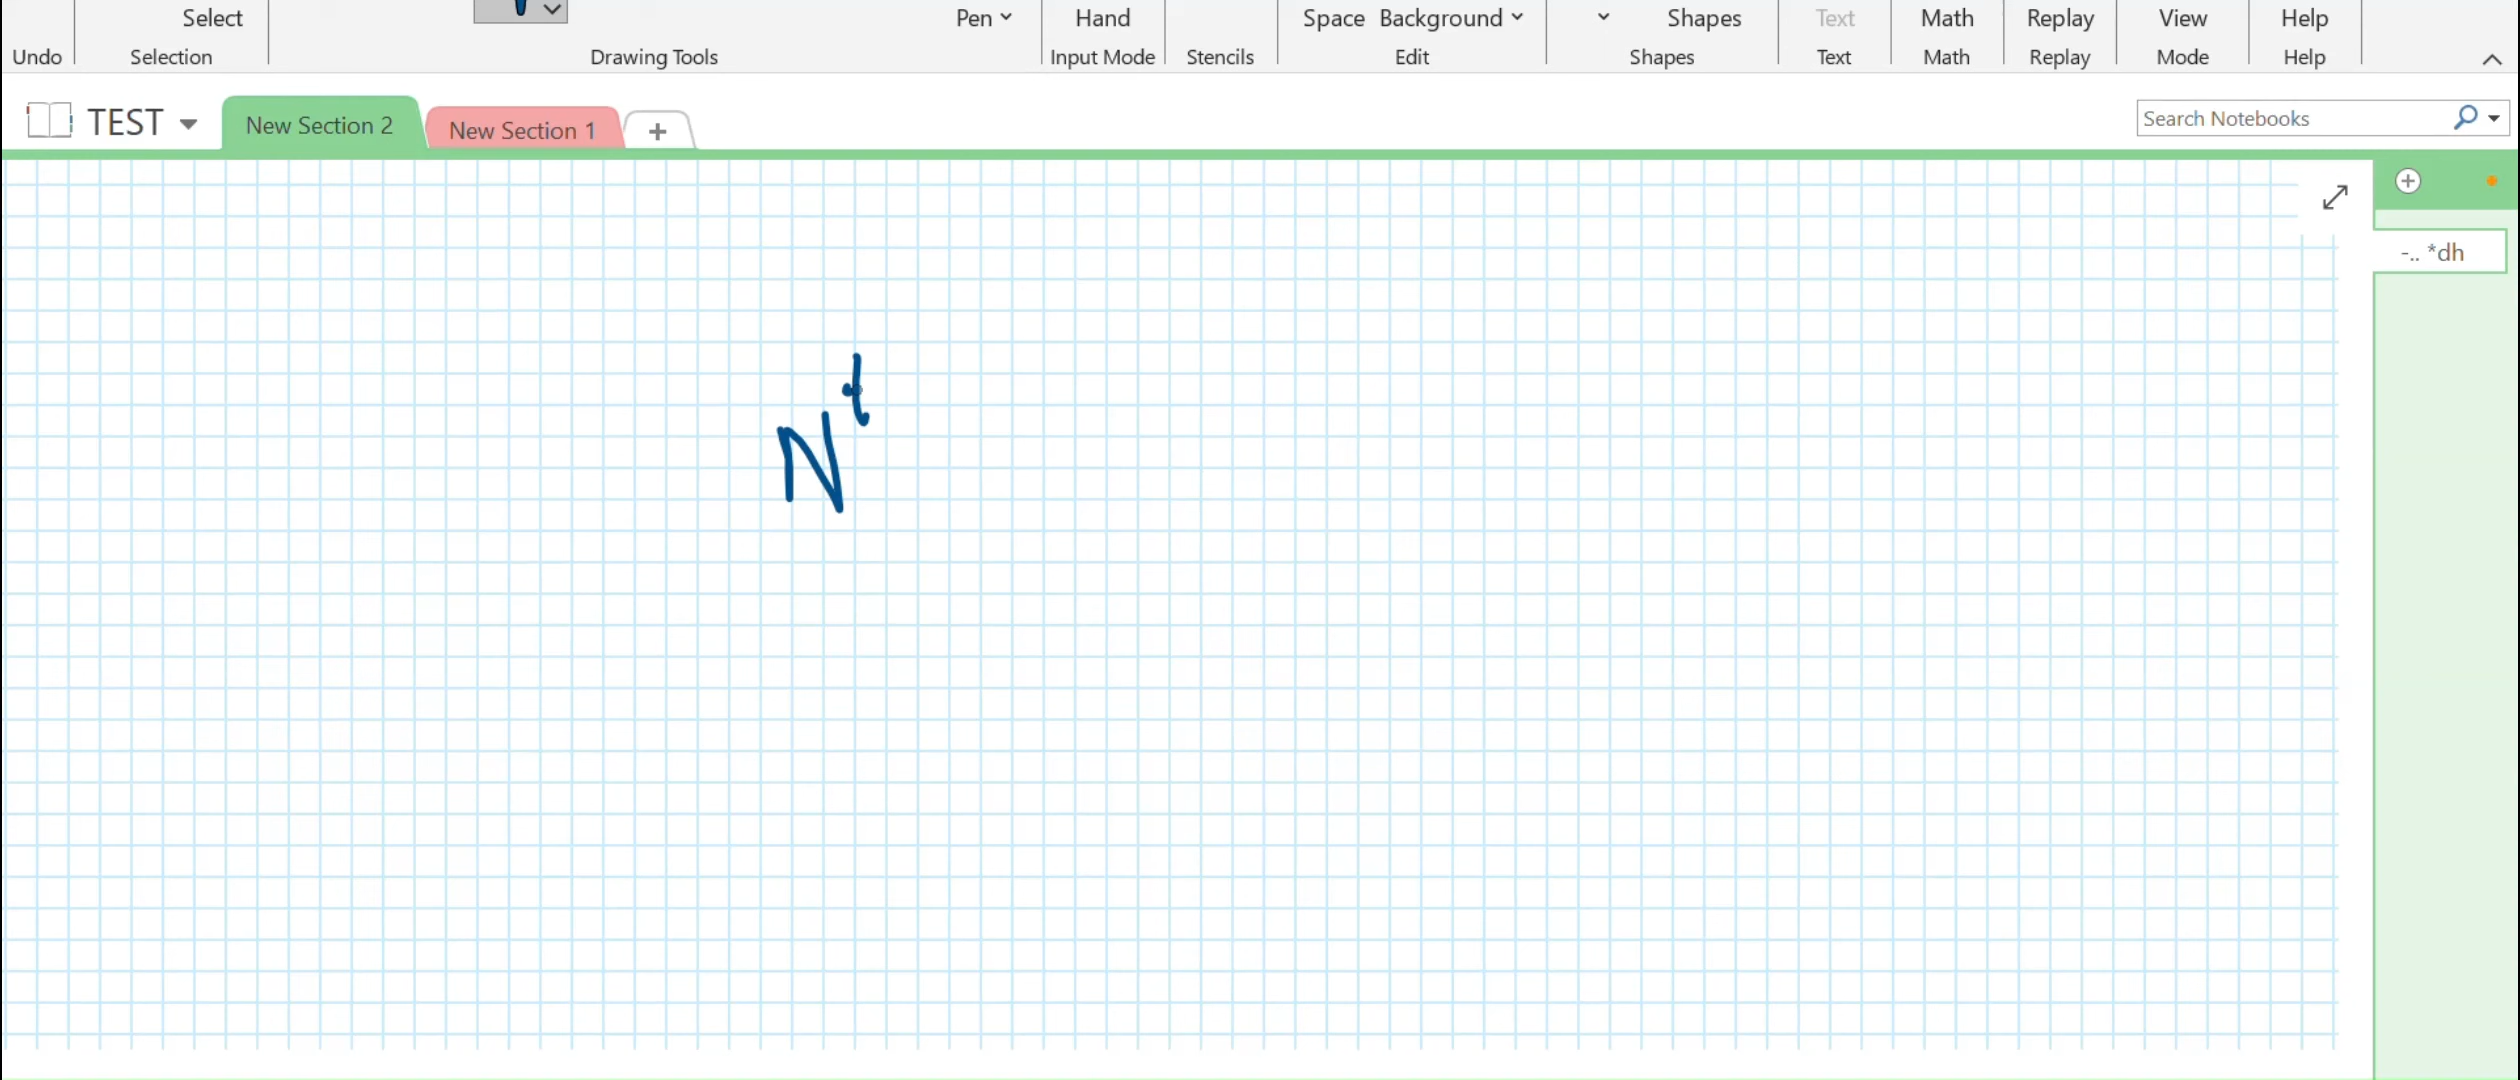 Select Pen Hand Space Background Shapes Text Math Replay View Help
Undo Selection Drawing Tools Input Mode Stencils Edit Shapes Text Math Replay Mode Help
TEST New Section 2 New Section 1 + Search Notebooks
-.. *dh
N